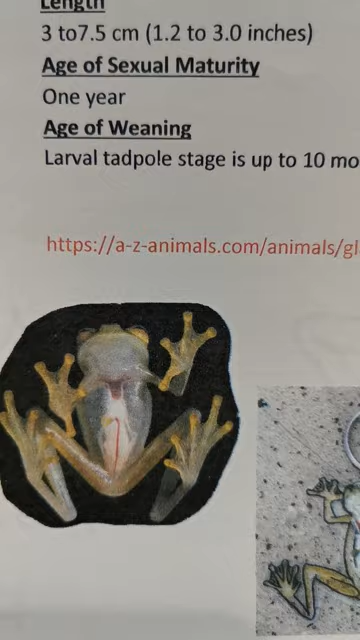 Length
3 to7.5 cm (1.2 to 3.0 inches)
Age of Sexual Maturity
One year
Age of Weaning
Larval tadpole stage is up to 10 mo
https://a-z-animals.com/animals/gl